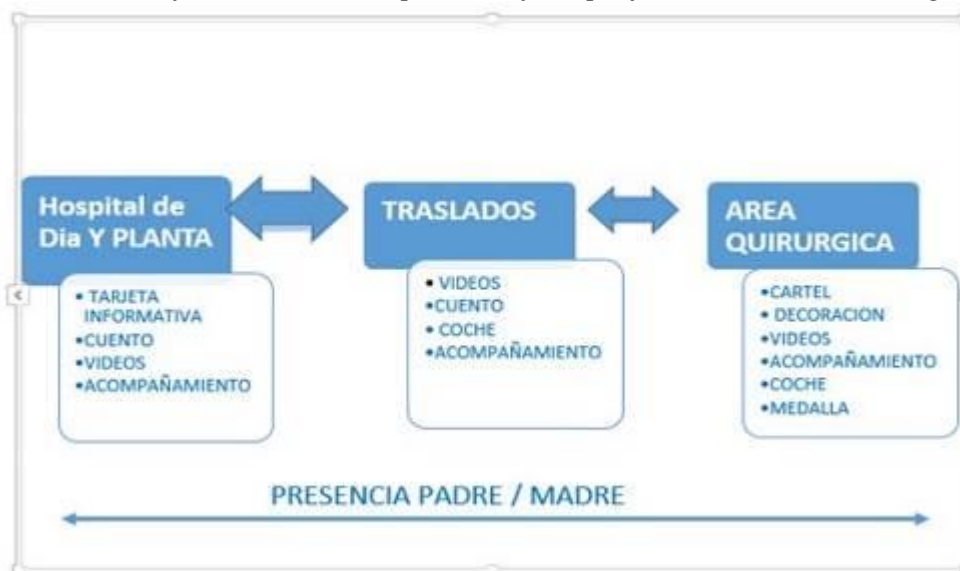 Hospital de
Dia Y PLANTA
• TARJETA
INFORMATIVA
•CUENTO
•VIDEOS
•ACOMPAÑAMIENTO
TRASLADOS
• VIDEOS
•CUENTO
• COCHE
•ACOMPAÑAMIENTO
AREA
QUIRURGICA
•CARTEL
• DECORACION
•VIDEOS
•ACOMPAÑAMIENTO
•COCHE
•MEDALLA
PRESENCIA PADRE / MADRE